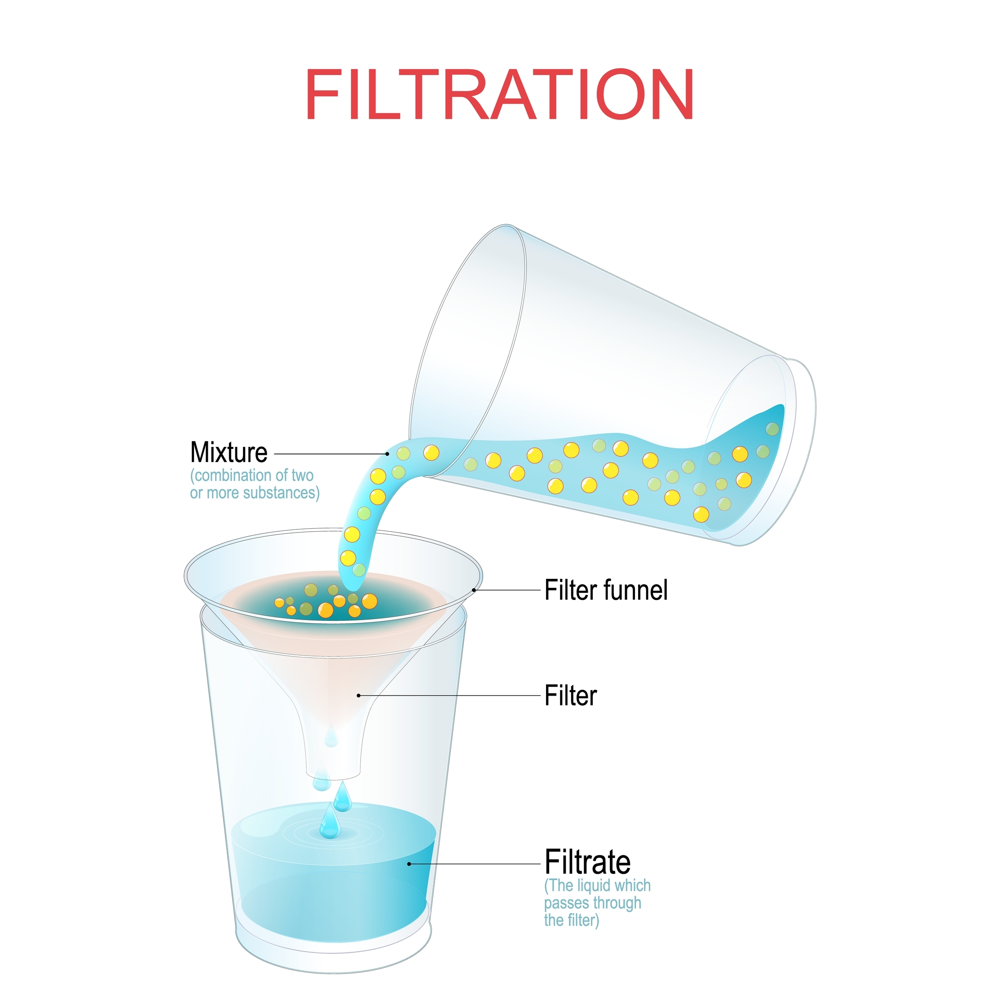 FILTRATION
Mixture
(combination of two
or more substances)
Filter funnel
Filter
Filtrate
(The liquid which
passes through
the filter)